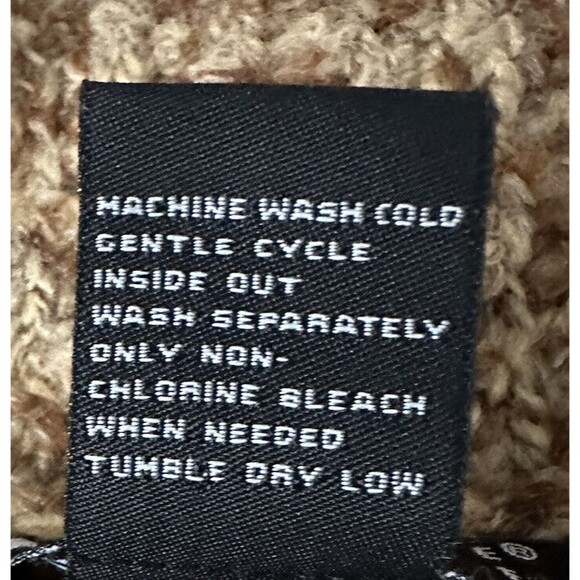 MACHINE WASH COLD
GENTLE CYCLE
INSIDE OUT
WASH SEPARATELY
ONLY NON-
CHLORINE BLEACH
WHEN NEEDED
TUMBLE DRY LOW
E®